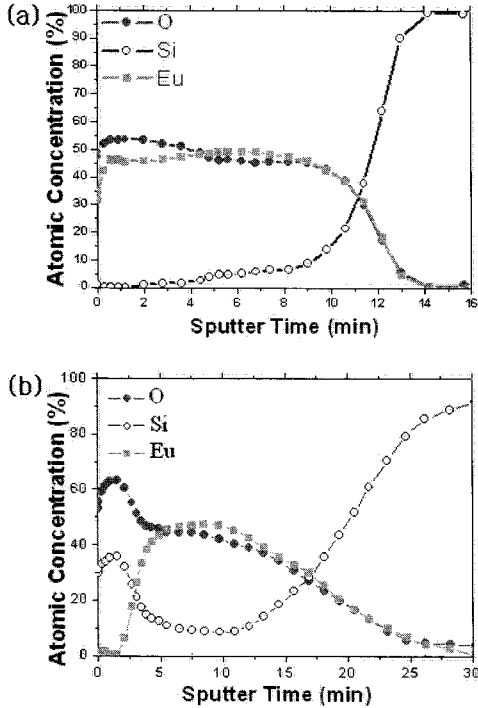 (a)
O
Si
Eu
Atomic Concentration (%)
100
90
80
70
60
50
40
30
20
10
0
0 2 4 6 8 10 12 14 16
Sputter Time (min)
(b)
O
Si
Eu
Atomic Concentration (%)
100
80
60
40
20
0
0 5 10 15 20 25 30
Sputter Time (min)